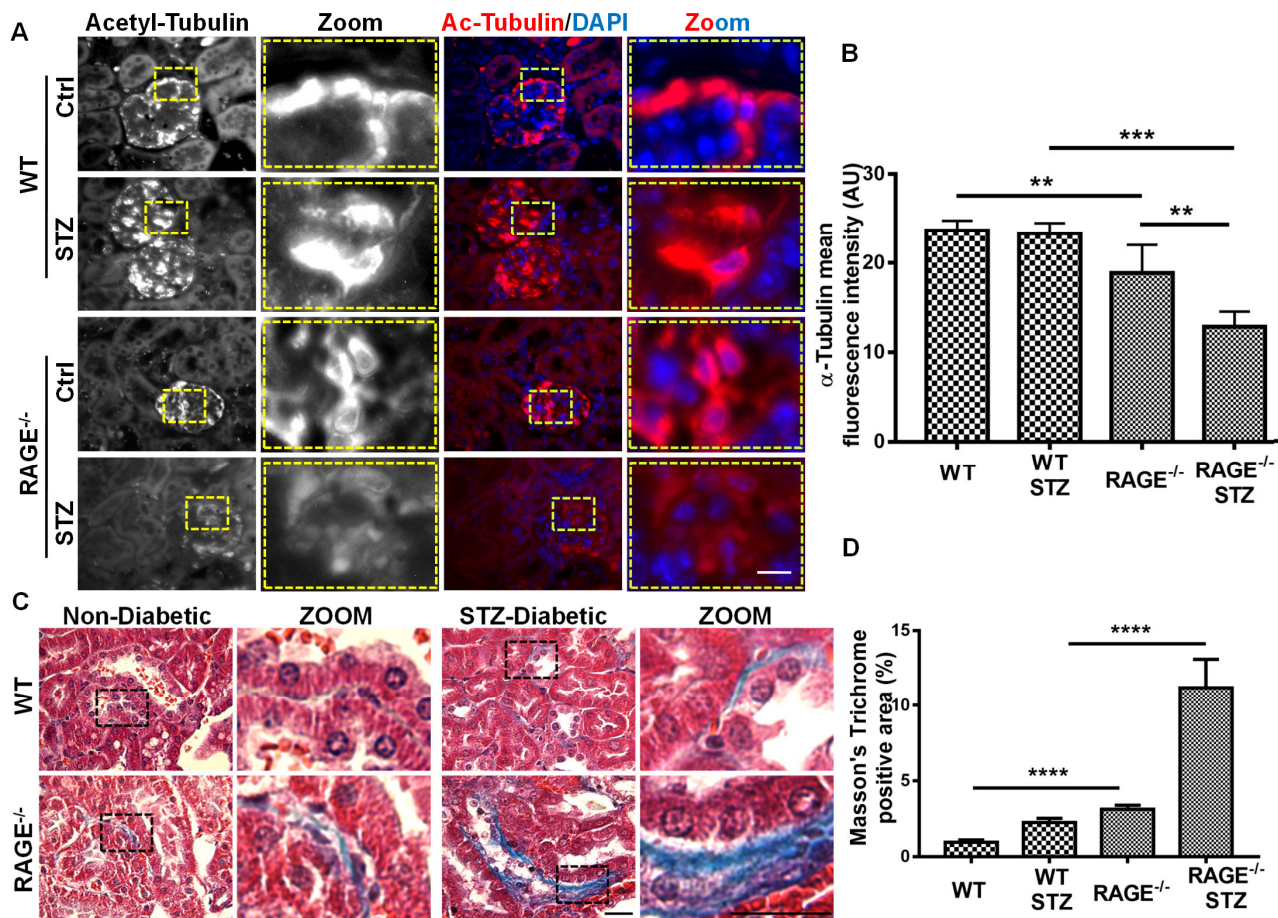 A
Acetyl-Tubulin
Zoom
Ac-Tubulin/DAPI
Zoom
WT
Ctrl
STZ
RAGE-/-
Ctrl
STZ
B
α-Tubulin mean
fluorescence intensity (AU)
30
20
10
0
**
***
**
WT
WT
STZ
RAGE-/-
RAGE-/-
STZ
C
Non-Diabetic
ZOOM
STZ-Diabetic
ZOOM
WT
RAGE-/-
D
Masson's Trichrome
positive area (%)
15
10
5
0
****
****
WT
WT
STZ
RAGE-/-
RAGE-/-
STZ